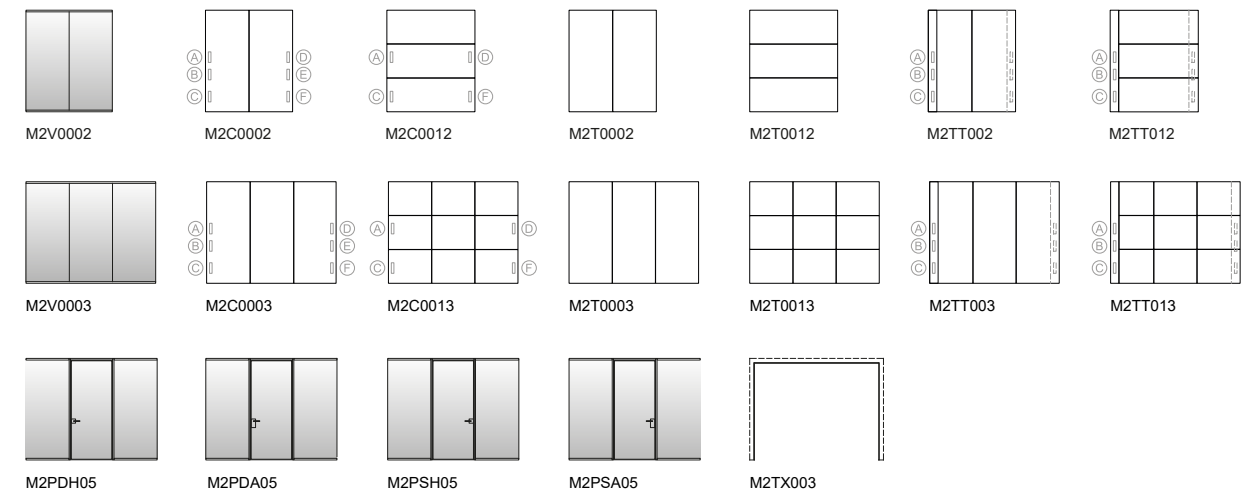 A D A D A A
B E B B
C F C F C C
M2V0002 M2C0002 M2C0012 M2T0002 M2T0012 M2TT002 M2TT012
A D A D A A
B E B B
C F C F C C
M2V0003 M2C0003 M2C0013 M2T0003 M2T0013 M2TT003 M2TT013
M2PDH05 M2PDA05 M2PSH05 M2PSA05 M2TX003